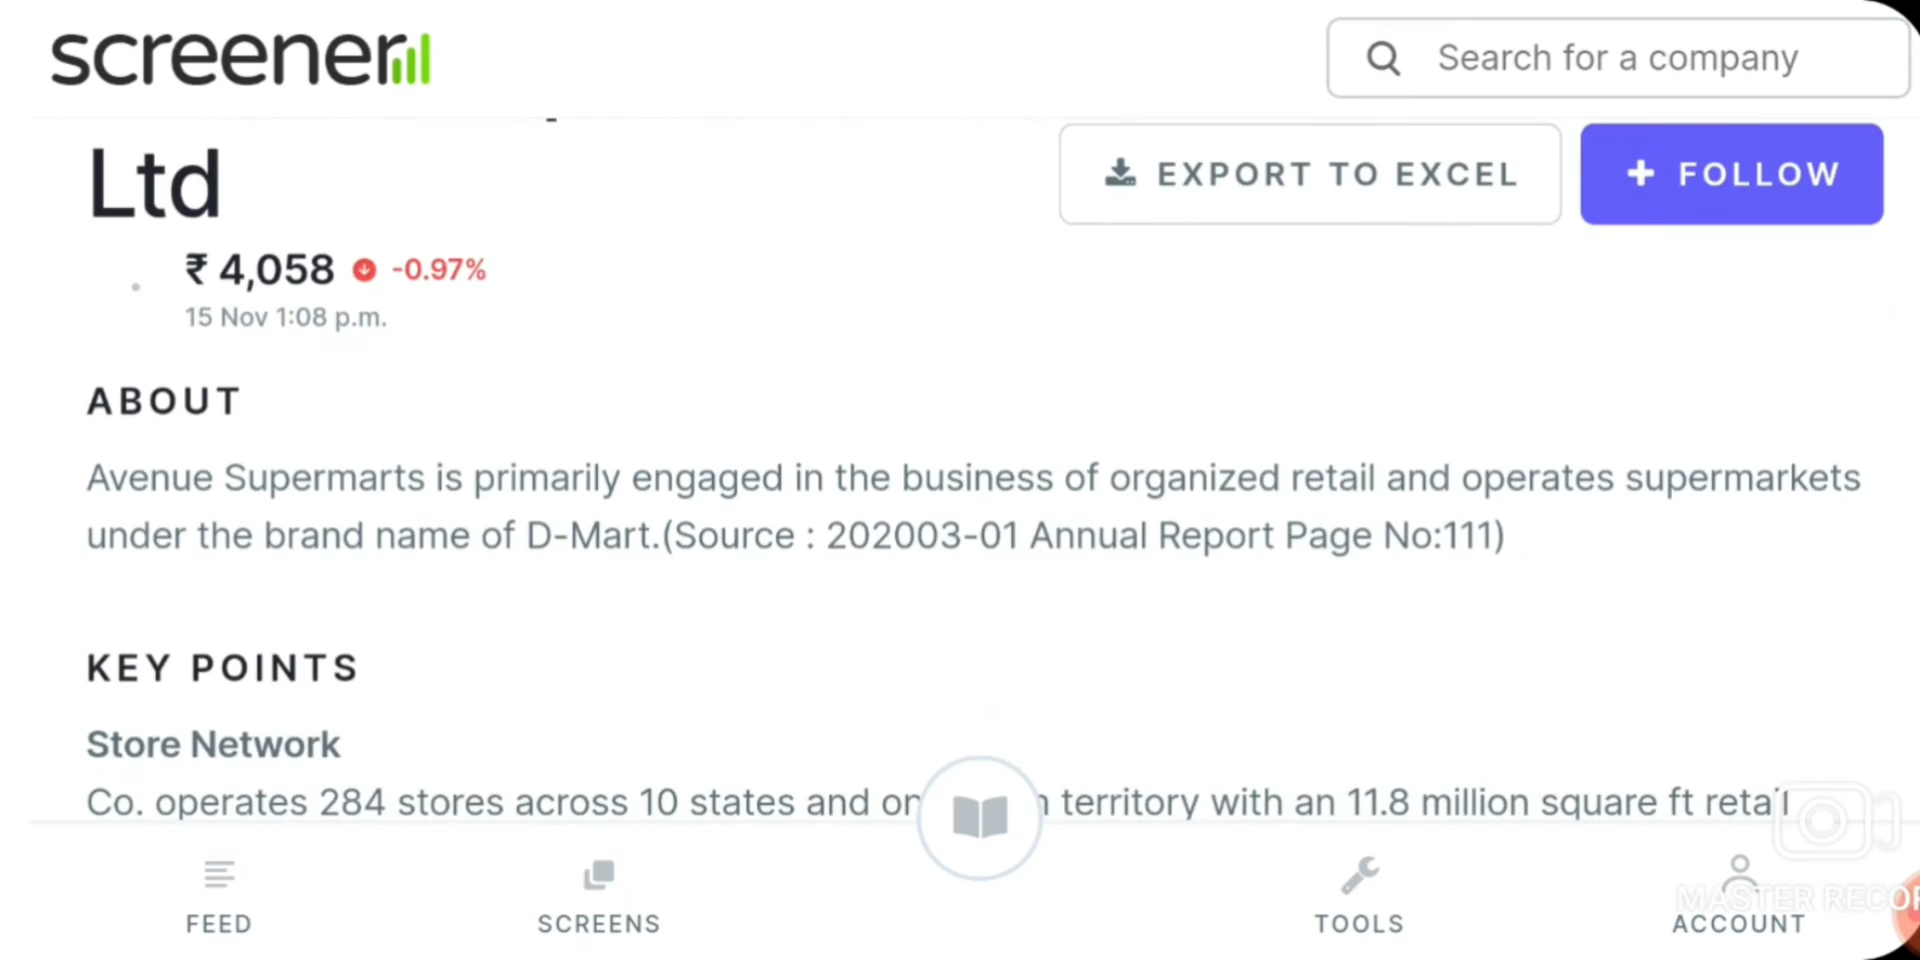 screener
Search for a company
Ltd
EXPORT TO EXCEL
+ FOLLOW
₹ 4,058 -0.97%
15 Nov 1:08 p.m.
ABOUT
Avenue Supermarts is primarily engaged in the business of organized retail and operates supermarkets
under the brand name of D-Mart.(Source : 202003-01 Annual Report Page No:111)
KEY POINTS
Store Network
Co. operates 284 stores across 10 states and territory with an 11.8 million square ft retail
FEED
SCREENS
TOOLS
ACCOUNT
MASTER